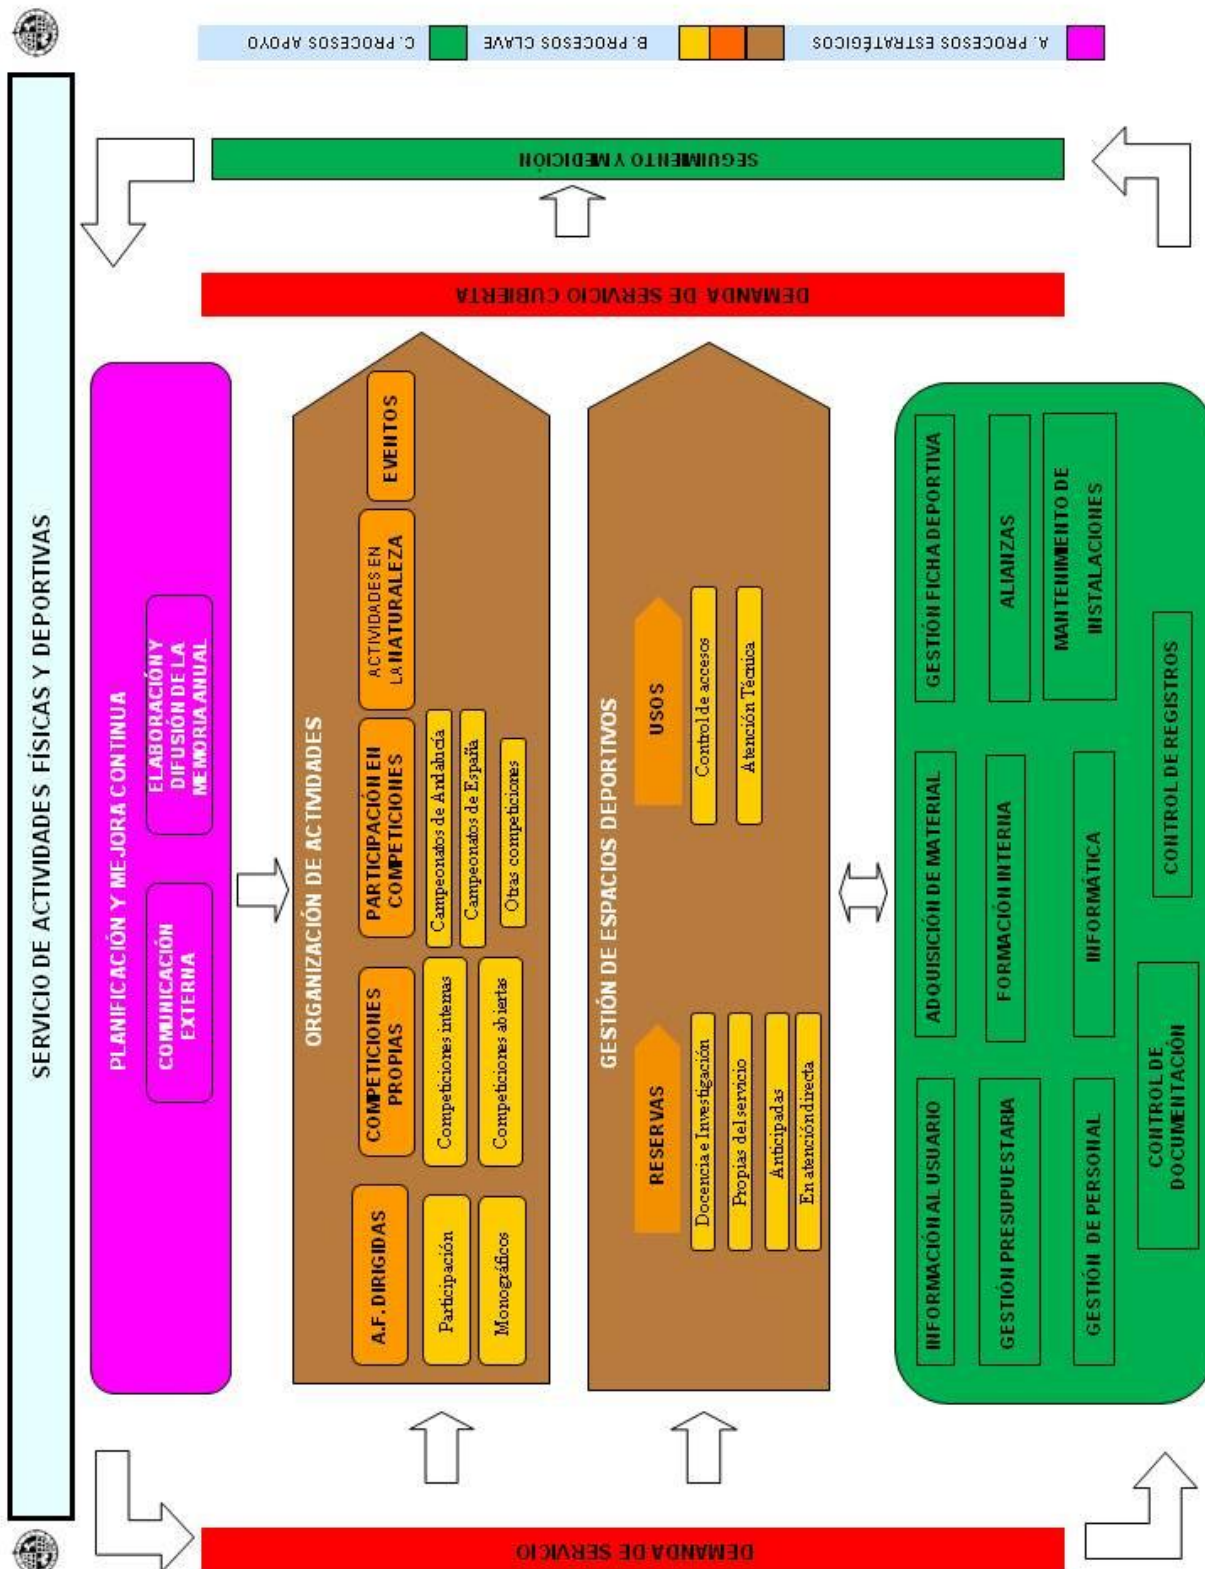 SERVICIO DE ACTIVIDADES FÍSICAS Y DEPORTIVAS
PLANIFICACIÓN Y MEJORA CONTINUA
COMUNICACIÓN
EXTERNA
ELABORACIÓN Y
DIFUSIÓN DE LA
MEMORIA ANUAL
DEMANDA DE SERVICIO
ORGANIZACIÓN DE ACTIVIDADES
A.F. DIRIGIDAS
Participación
Monográficos
COMPETICIONES
PROPIAS
Competiciones internas
Competiciones abiertas
PARTICIPACIÓN EN
COMPETICIONES
Campeonatos de Andalucía
Campeonatos de España
Otras competiciones
ACTIVIDADES EN
LA NATURALEZA
EVENTOS
GESTIÓN DE ESPACIOS DEPORTIVOS
RESERVAS
Docencia e Investigación
Propias del servicio
Anticipadas
En atención directa
USOS
Control de accesos
Atención Técnica
DEMANDA DE SERVICIO CUBIERTA
SEGUIMIENTO Y MEDICIÓN
INFORMACIÓN AL USUARIO
ADQUISICIÓN DE MATERIAL
GESTIÓN FICHA DEPORTIVA
GESTIÓN PRESUPUESTARIA
FORMACIÓN INTERNA
ALIANZAS
GESTIÓN DE PERSONAL
INFORMÁTICA
MANTENIMIENTO DE
INSTALACIONES
CONTROL DE
DOCUMENTACIÓN
CONTROL DE REGISTROS
A. PROCESOS ESTRATÉGICOS
B. PROCESOS CLAVE
C. PROCESOS APOYO